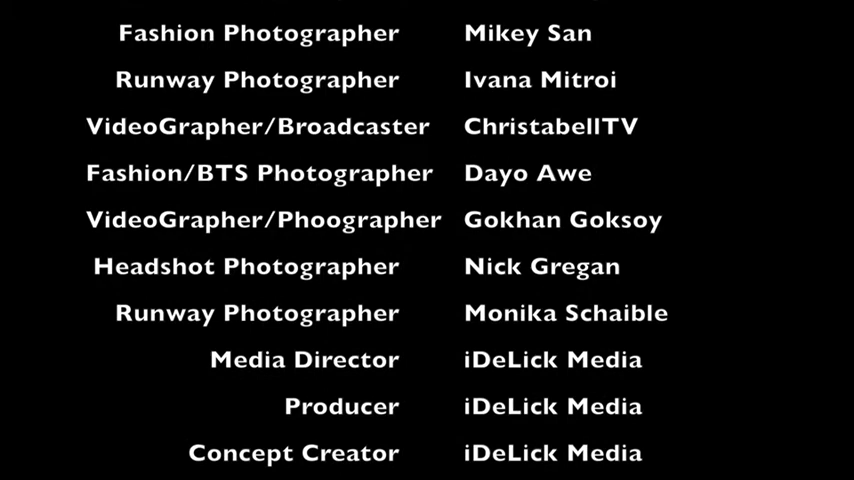 Fashion Photographer Mikey San
Runway Photographer Ivana Mitroi
VideoGrapher/Broadcaster ChristabellTV
Fashion/BTS Photographer Dayo Awe
VideoGrapher/Phoographer Gokhan Goksoy
Headshot Photographer Nick Gregan
Runway Photographer Monika Schaible
Media Director iDeLick Media
Producer iDeLick Media
Concept Creator iDeLick Media